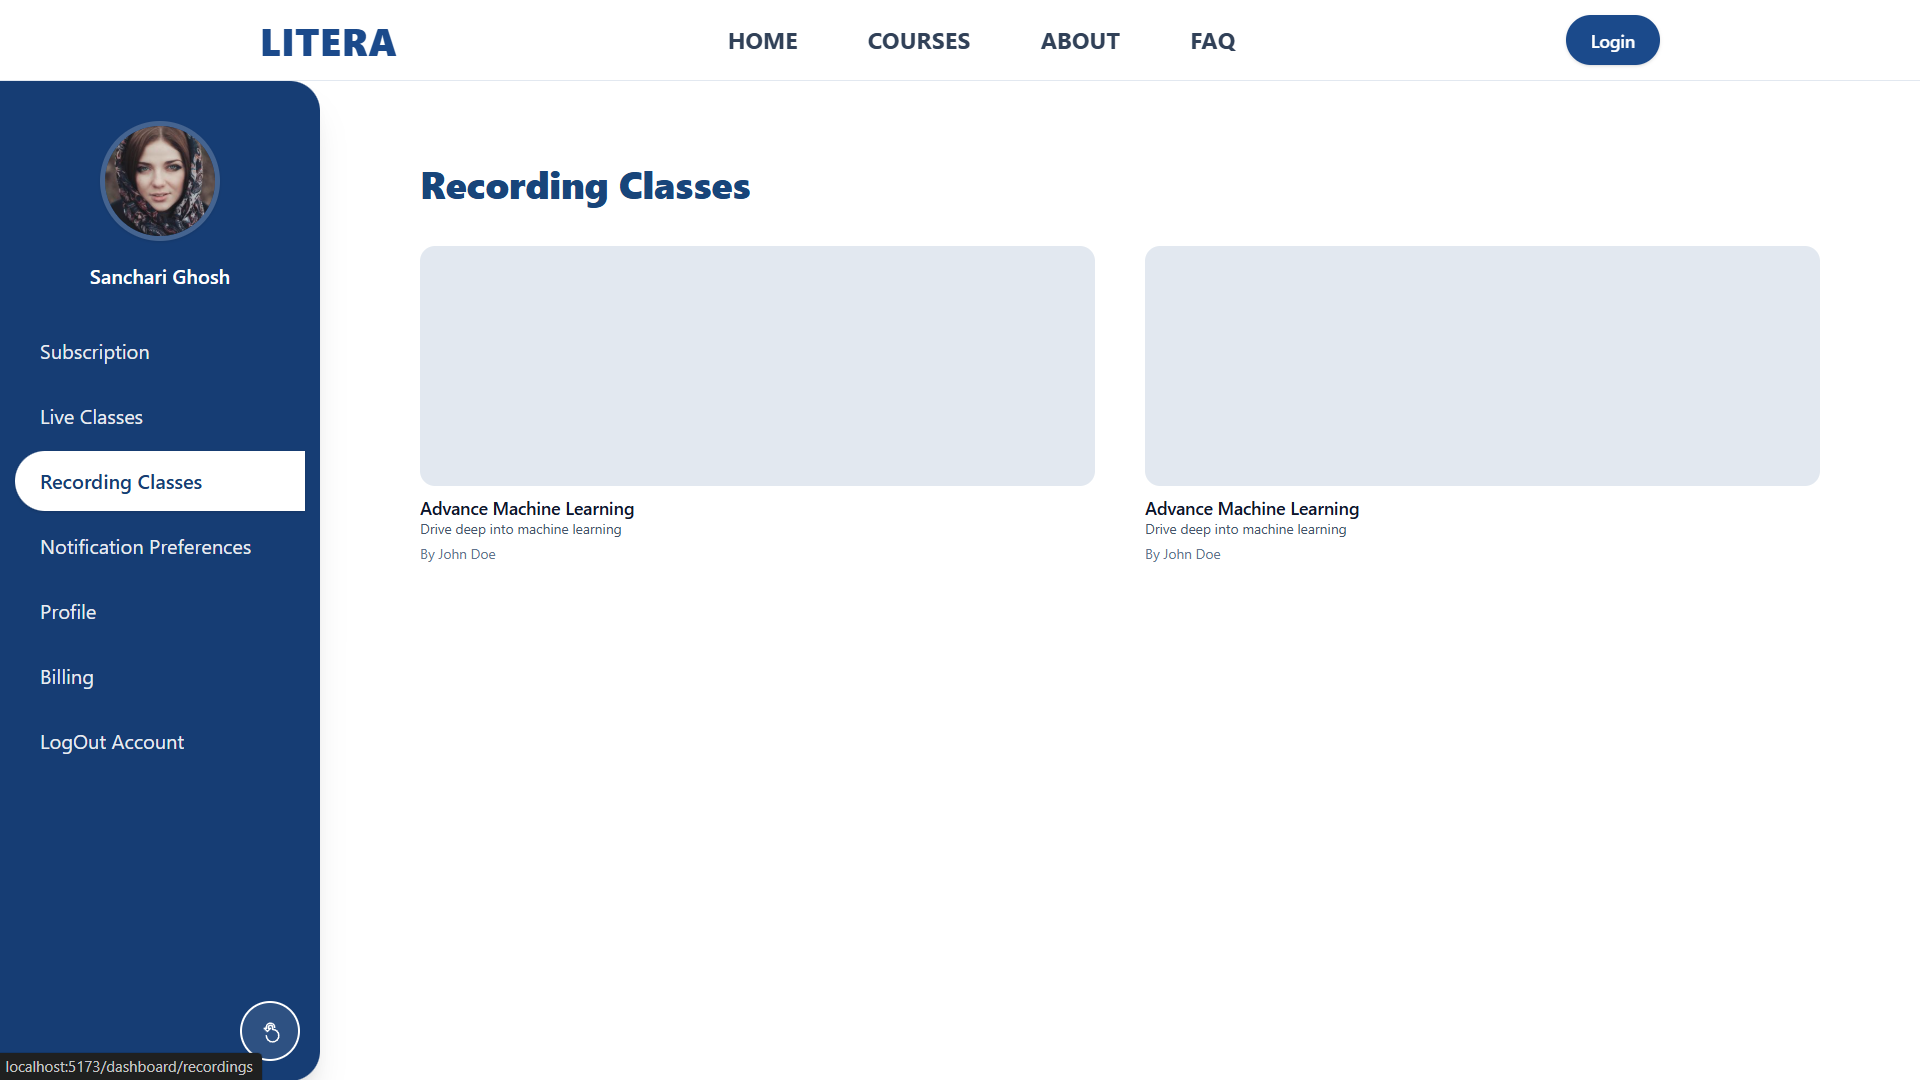 LITERA
HOME COURSES ABOUT FAQ
Login
Sanchari Ghosh
Subscription
Live Classes
Recording Classes
Notification Preferences
Profile
Billing
LogOut Account
Recording Classes
Advance Machine Learning
Drive deep into machine learning
By John Doe
Advance Machine Learning
Drive deep into machine learning
By John Doe
localhost:5173/dashboard/recordings